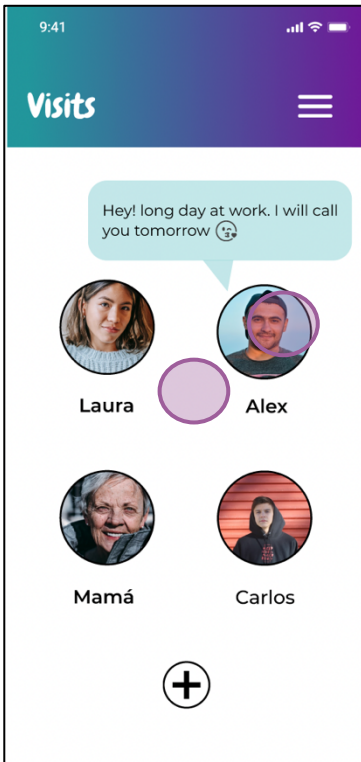 9:41
Visits
Hey! long day at work. I will call
you tomorrow 😘
Laura
Alex
Mamá
Carlos